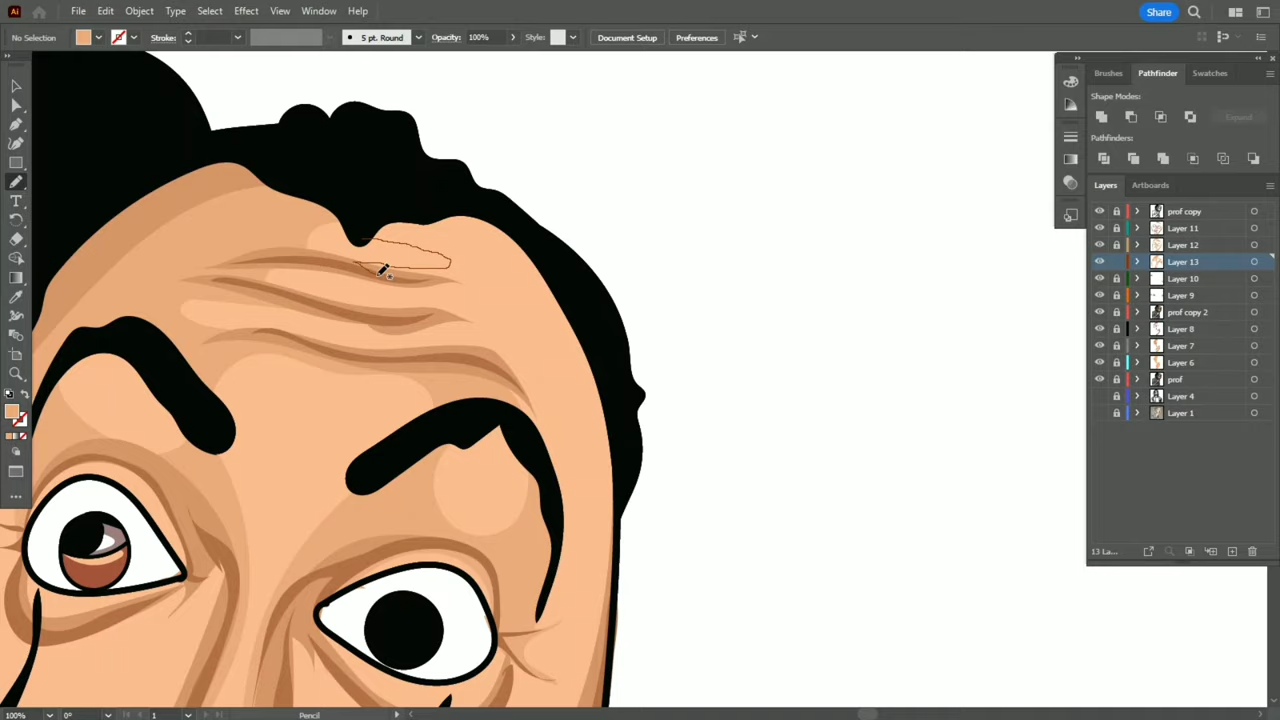 Ai File Edit Object Type Select Effect View Window Help Share
No Selection Stroke: 5 pt. Round Opacity: 100% Style: Document Setup Preferences
Brushes Pathfinder Swatches
Shape Modes:
Expand
Pathfinders:
Layers Artboards
prof copy
Layer 11
Layer 12
Layer 13
Layer 10
Layer 9
prof copy 2
Layer 8
Layer 7
Layer 6
prof
Layer 4
Layer 1
13 La...
100% 0° 1 Pencil